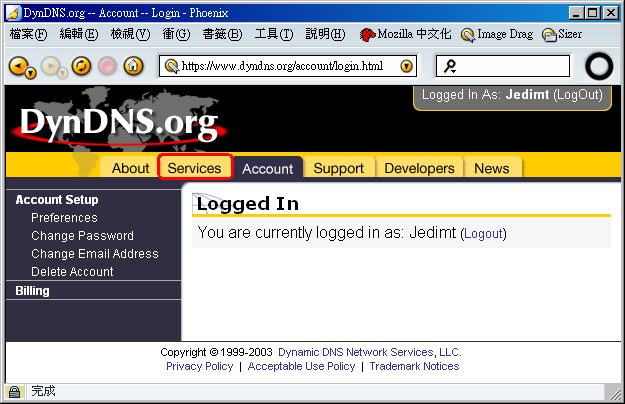 DynDNS.org -- Account -- Login - Phoenix
檔案(F) 編輯(E) 檢視(V) 衝(G) 書籤(B) 工具(T) 說明(H) Mozilla 中文化 Image Drag Sizer
https://www.dyndns.org/account/login.html
Logged In As: Jedimt (LogOut)
DynDNS.org
About Services Account Support Developers News
Account Setup
Preferences
Change Password
Change Email Address
Delete Account
Billing
Logged In
You are currently logged in as: Jedimt (Logout)
Copyright © 1999-2003 Dynamic DNS Network Services, LLC.
Privacy Policy | Acceptable Use Policy | Trademark Notices
完成